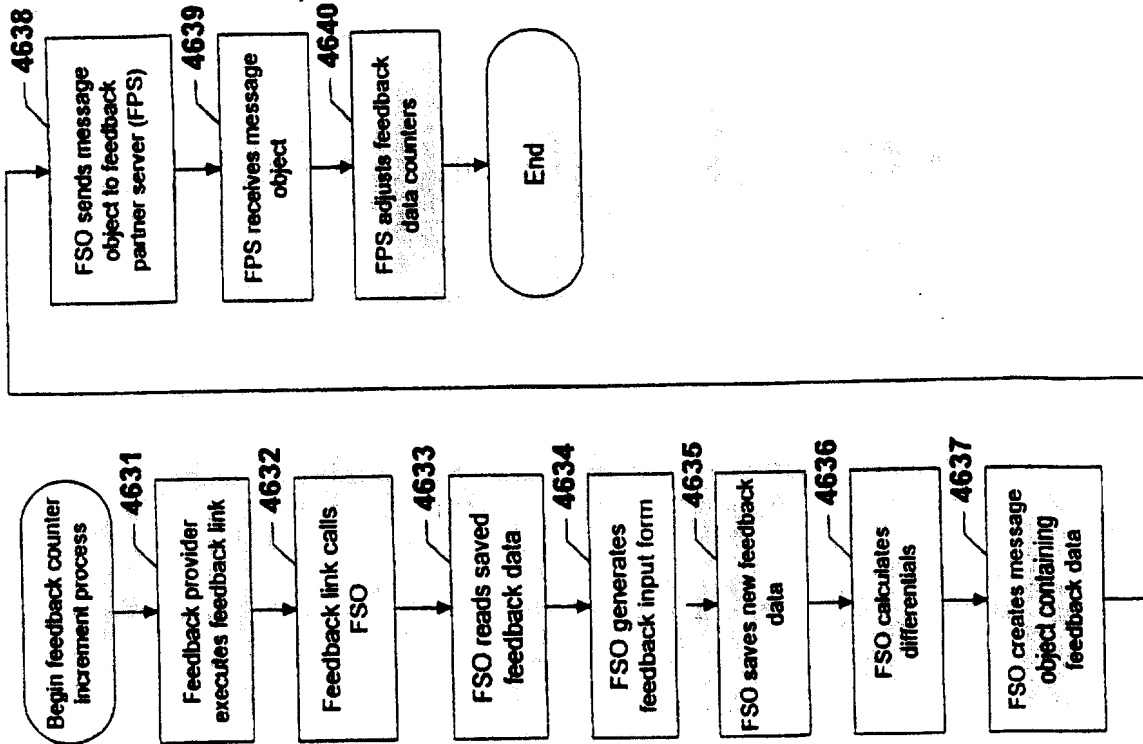 Begin feedback counter
increment process
4631
Feedback provider
executes feedback link
4632
Feedback link calls
FSO
4633
FSO reads saved
feedback data
4634
FSO generates
feedback input form
4635
FSO saves new feedback
data
4636
FSO calculates
differentials
4637
FSO creates message
object containing
feedback data
4638
FSO sends message
object to feedback
partner server (FPS)
4639
FPS receives message
object
4640
FPS adjusts feedback
data counters
End